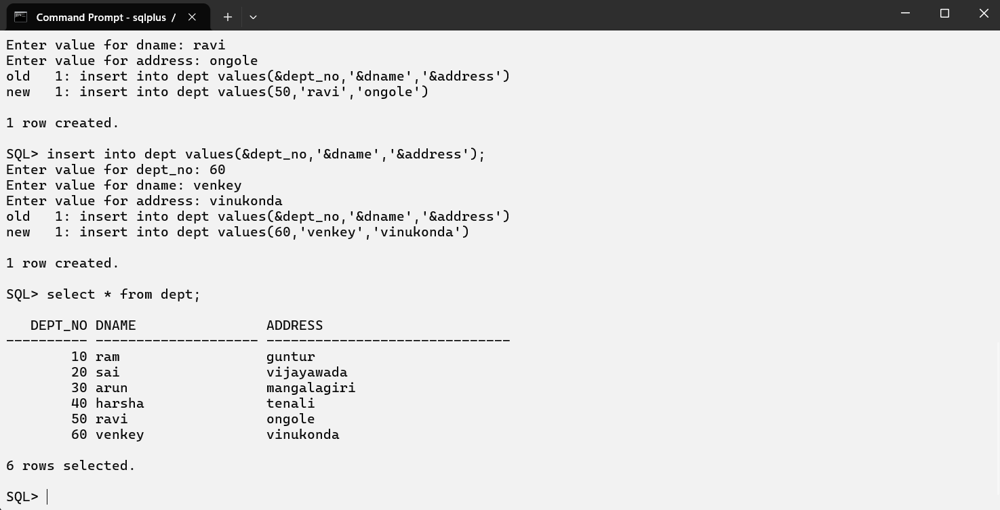 Command Prompt - sqlplus /
Enter value for dname: ravi
Enter value for address: ongole
old   1: insert into dept values(&dept_no,'&dname','&address')
new   1: insert into dept values(50,'ravi','ongole')
1 row created.
SQL> insert into dept values(&dept_no,'&dname','&address');
Enter value for dept_no: 60
Enter value for dname: venkey
Enter value for address: vinukonda
old   1: insert into dept values(&dept_no,'&dname','&address')
new   1: insert into dept values(60,'venkey','vinukonda')
1 row created.
SQL> select * from dept;
   DEPT_NO DNAME                ADDRESS
---------- -------------------- ------------------------------
        10 ram                  guntur
        20 sai                  vijayawada
        30 arun                 mangalagiri
        40 harsha               tenali
        50 ravi                 ongole
        60 venkey               vinukonda
6 rows selected.
SQL>